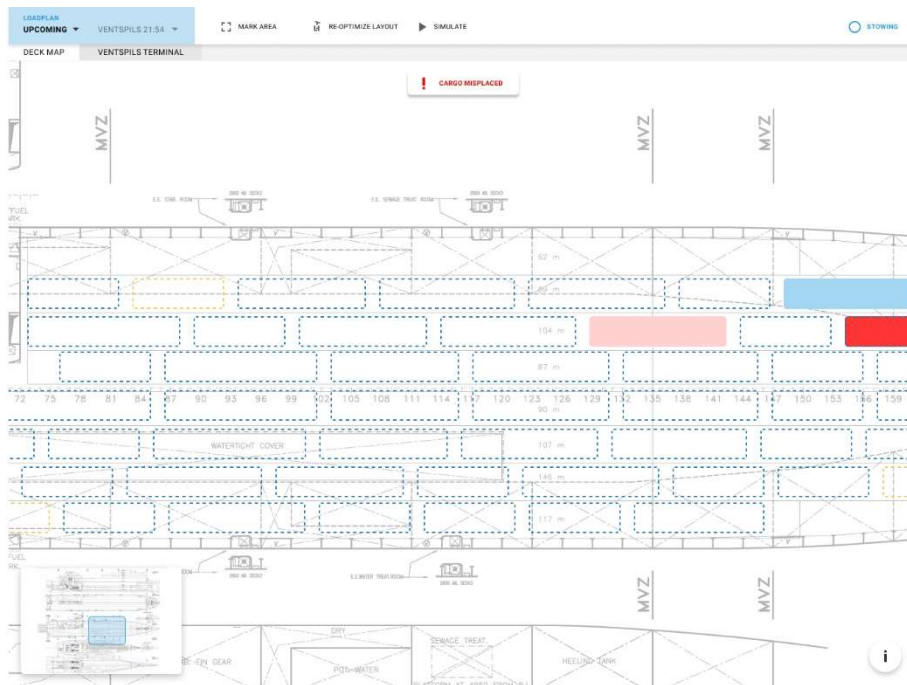 LOADPLAN
UPCOMING
VENTSPILS 21:54
MARK AREA
RE-OPTIMIZE LAYOUT
SIMULATE
STOWING
DECK MAP
VENTSPILS TERMINAL
! CARGO MISPLACED
MVZ
MVZ
MVZ
104 m
87 m
72 75 78 81 84 87 90 93 96 99 102 105 108 111 114 117 120 123 126 129 132 135 138 141 144 147 150 153 156 159
90 m
WATERTIGHT COVER
107 m
146 m
117 m
FUEL
MVZ
MVZ
DRY
SEWAGE TREAT.
FIN GEAR
POT. WATER
HEELING TANK
i